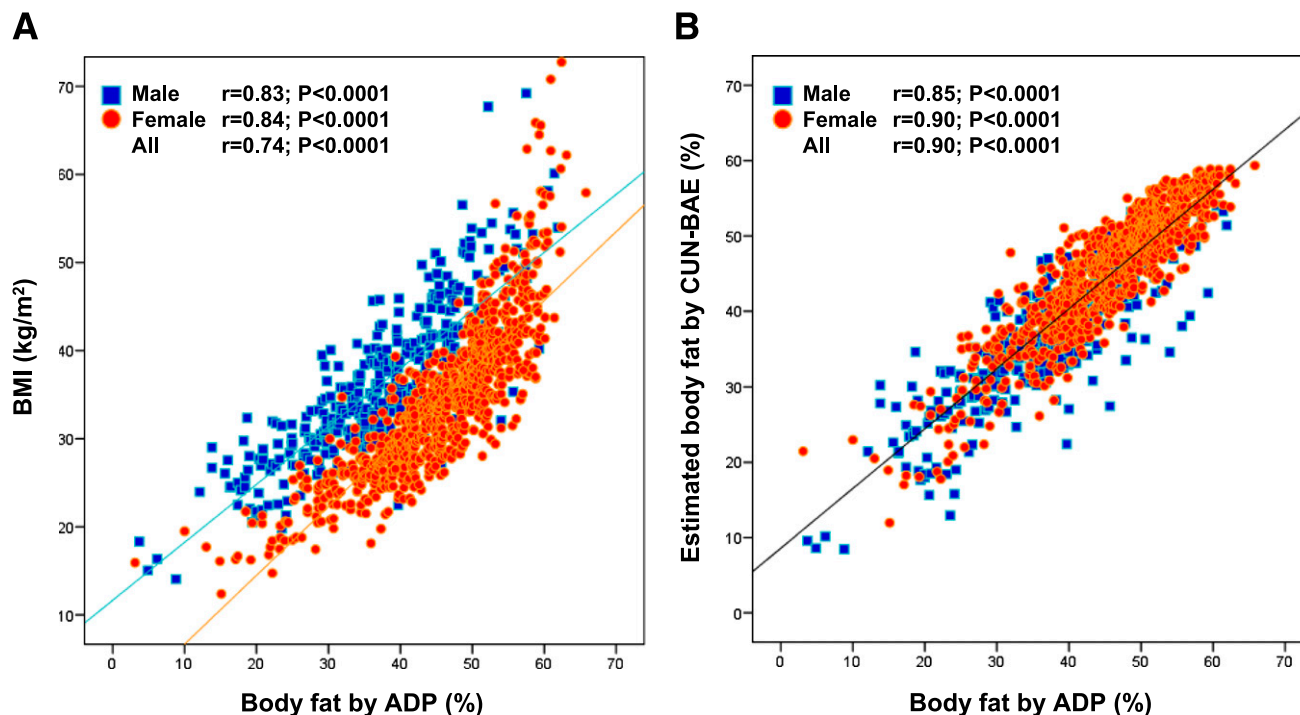 A
BMI (kg/m²)
70
60
50
40
30
20
10
Male r=0.83; P<0.0001
Female r=0.84; P<0.0001
All r=0.74; P<0.0001
0 10 20 30 40 50 60 70
Body fat by ADP (%)
B
Estimated body fat by CUN-BAE (%)
70
60
50
40
30
20
10
0
Male r=0.85; P<0.0001
Female r=0.90; P<0.0001
All r=0.90; P<0.0001
0 10 20 30 40 50 60 70
Body fat by ADP (%)